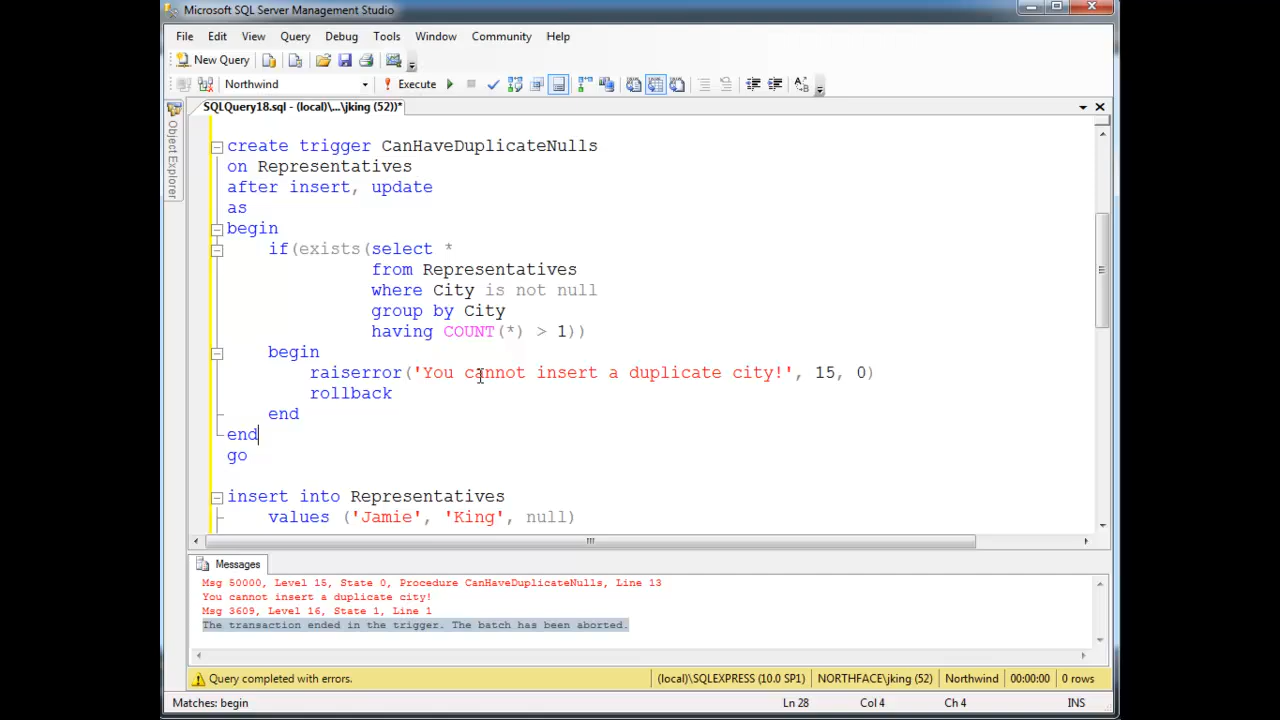 Microsoft SQL Server Management Studio
File Edit View Query Debug Tools Window Community Help
New Query
Northwind Execute
SQLQuery18.sql - (local)\...\jking (52))*
Object Explorer
create trigger CanHaveDuplicateNulls
on Representatives
after insert, update
as
begin
if(exists(select *
from Representatives
where City is not null
group by City
having COUNT(*) > 1))
begin
raiserror('You cannot insert a duplicate city!', 15, 0)
rollback
end
end
go
insert into Representatives
values ('Jamie', 'King', null)
Messages
Msg 50000, Level 15, State 0, Procedure CanHaveDuplicateNulls, Line 13
You cannot insert a duplicate city!
Msg 3609, Level 16, State 1, Line 1
The transaction ended in the trigger. The batch has been aborted.
Query completed with errors. (local)\SQLEXPRESS (10.0 SP1) NORTHFACE\jking (52) Northwind 00:00:00 0 rows
Matches: begin Ln 28 Col 4 Ch 4 INS